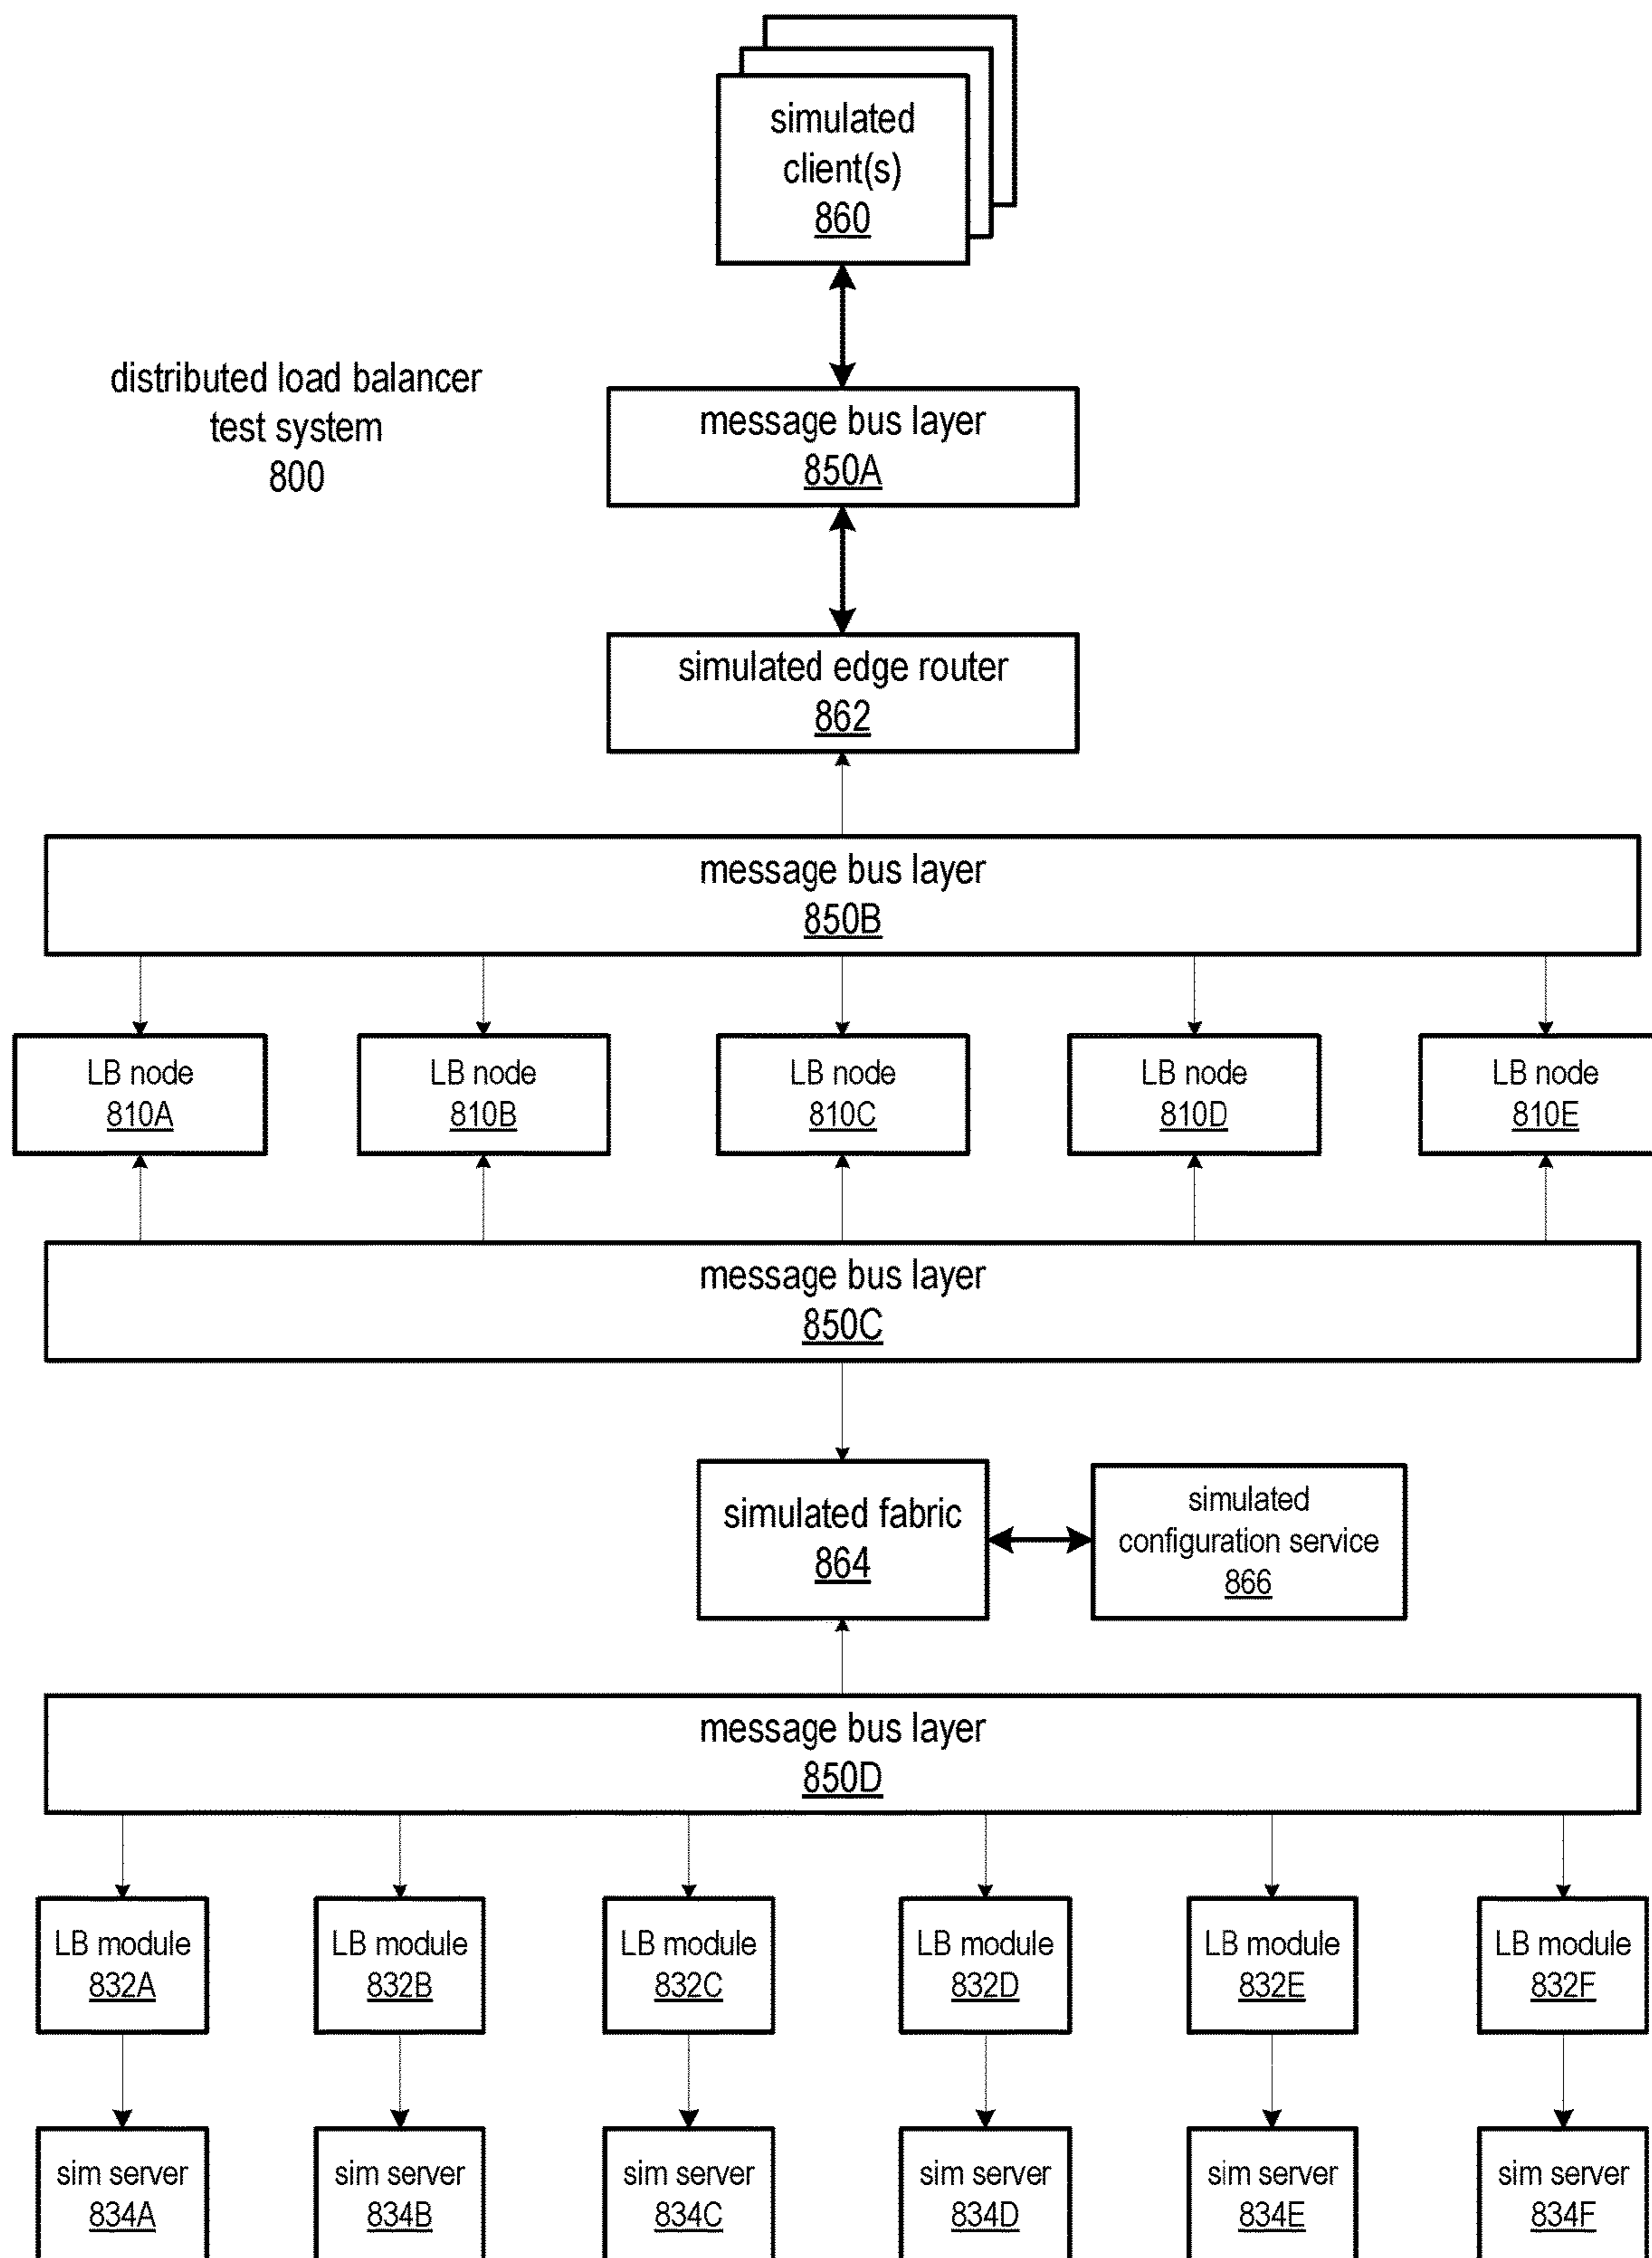 simulated
client(s)
860
distributed load balancer
test system
800
message bus layer
850A
simulated edge router
862
message bus layer
850B
LB node
810A
LB node
810B
LB node
810C
LB node
810D
LB node
810E
message bus layer
850C
simulated fabric
864
simulated
configuration service
866
message bus layer
850D
LB module
832A
LB module
832B
LB module
832C
LB module
832D
LB module
832E
LB module
832F
sim server
834A
sim server
834B
sim server
834C
sim server
834D
sim server
834E
sim server
834F